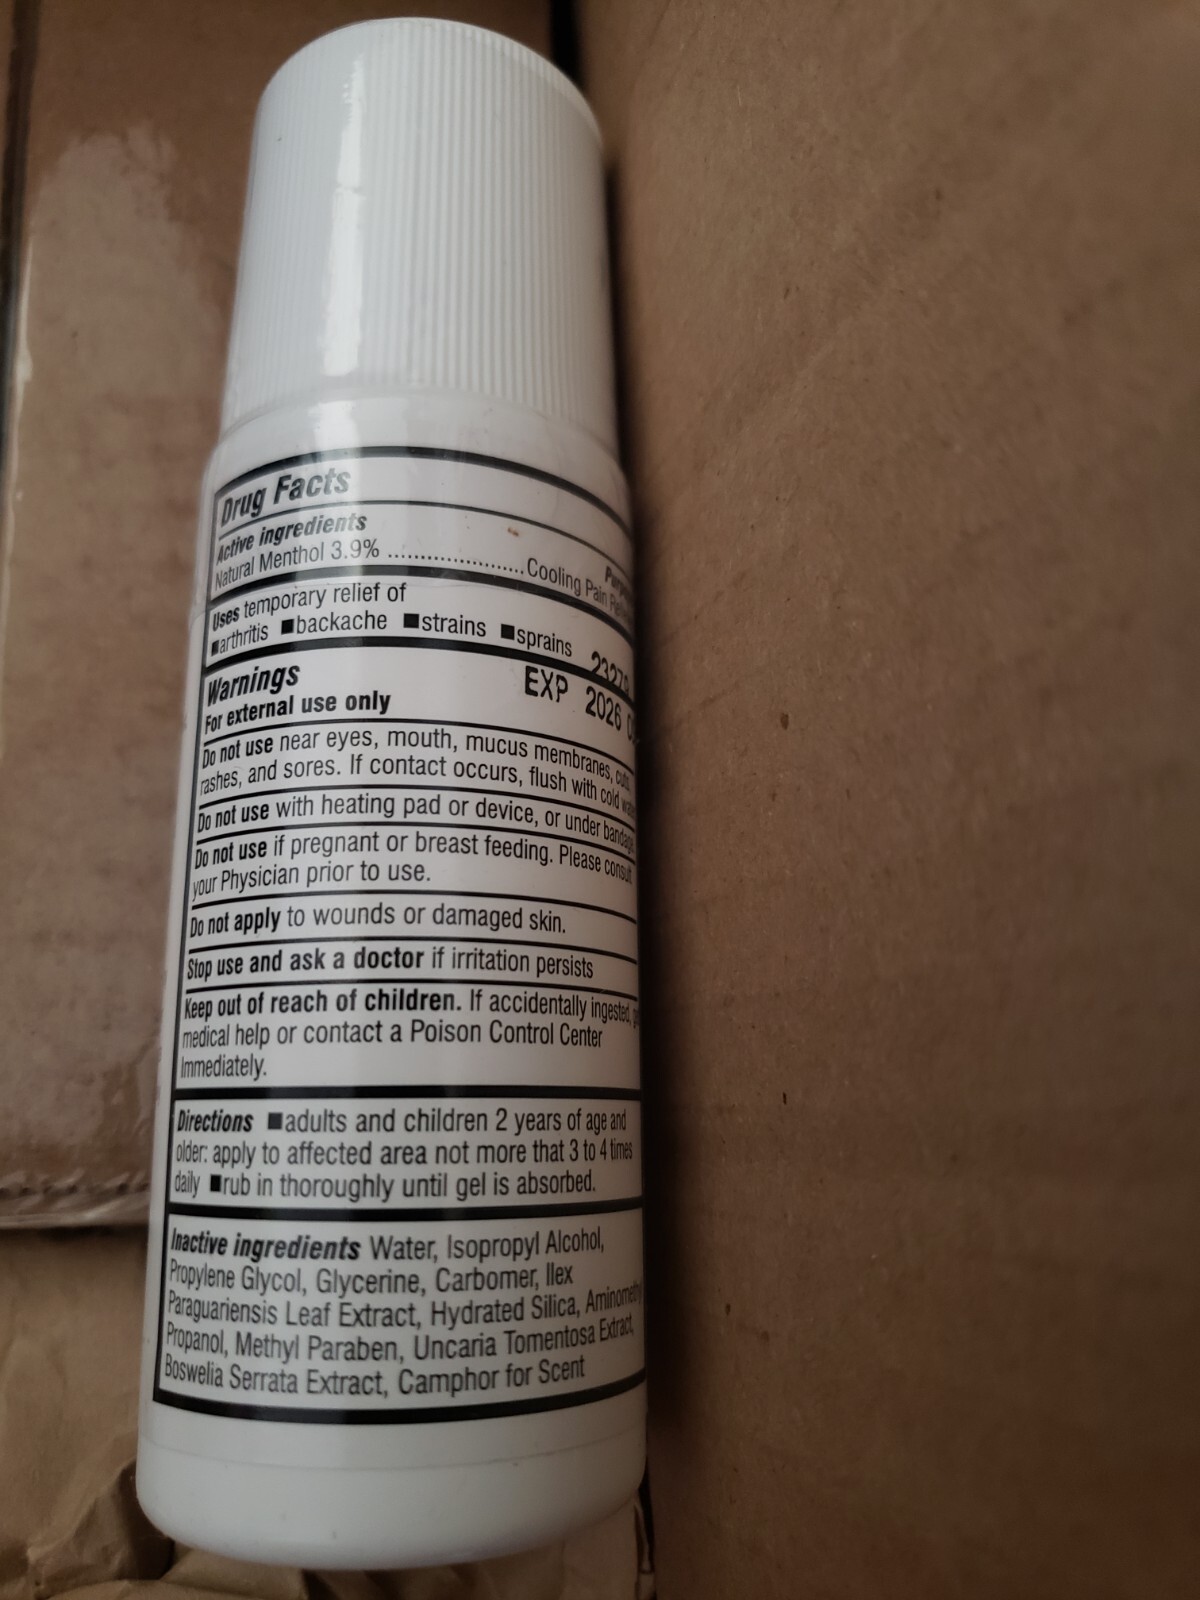 Drug Facts
Active ingredients
Natural Menthol 3.9% ..................... Cooling Pain
Uses temporary relief of
■arthritis ■backache ■strains ■sprains
Warnings
EXP 2026
For external use only
Do not use near eyes, mouth, mucus membranes, cuts,
rashes, and sores. If contact occurs, flush with cold
Do not use with heating pad or device, or under
Do not use if pregnant or breast feeding. Please consult
your Physician prior to use.
Do not apply to wounds or damaged skin.
Stop use and ask a doctor if irritation persists
Keep out of reach of children. If accidentally ingested,
medical help or contact a Poison Control Center
Immediately.
Directions ■adults and children 2 years of age and
older: apply to affected area not more that 3 to 4 times
daily ■rub in thoroughly until gel is absorbed.
Inactive ingredients Water, Isopropyl Alcohol,
Propylene Glycol, Glycerine, Carbomer, Ilex
Paraguariensis Leaf Extract, Hydrated Silica, Aminomethyl
Propanol, Methyl Paraben, Uncaria Tomentosa Extract,
Boswelia Serrata Extract, Camphor for Scent